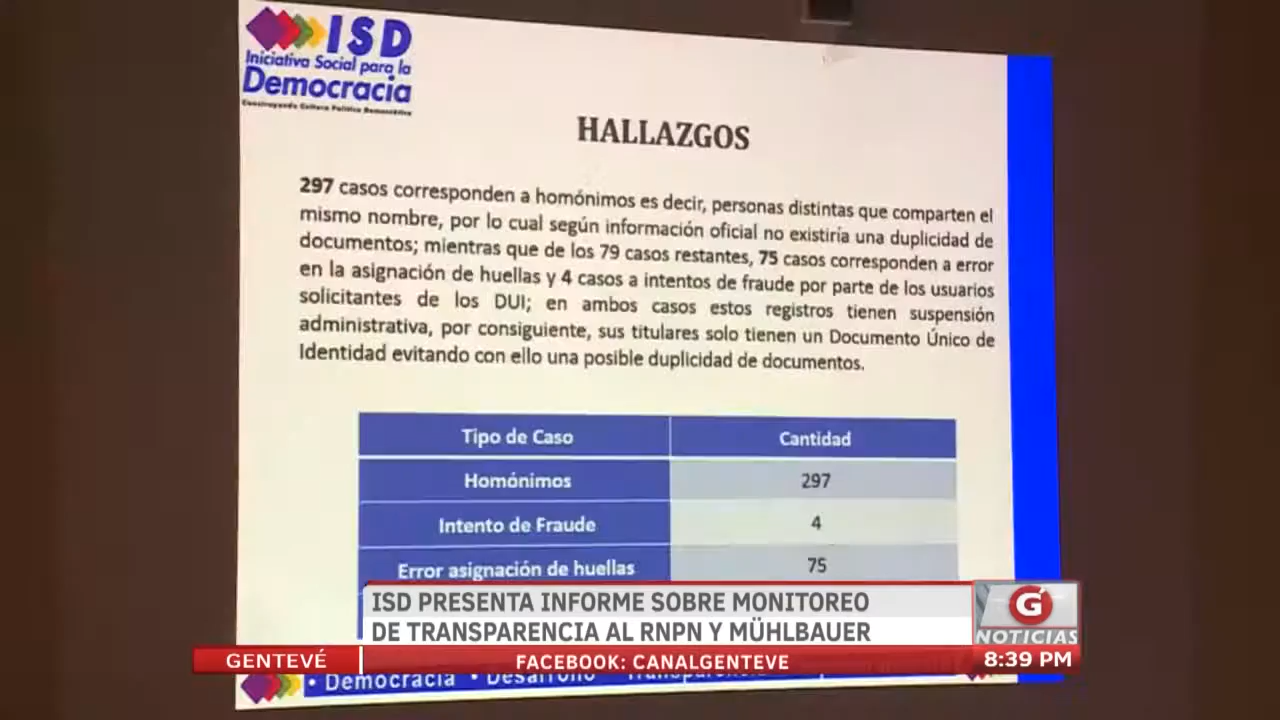 ISD
Iniciativa Social para la
Democracia
Construyendo Cultura Política Democrática
HALLAZGOS
297 casos corresponden a homónimos es decir, personas distintas que comparten el
mismo nombre, por lo cual según información oficial no existiría una duplicidad de
documentos; mientras que de los 79 casos restantes, 75 casos corresponden a error
en la asignación de huellas y 4 casos a intentos de fraude por parte de los usuarios
solicitantes de los DUI; en ambos casos estos registros tienen suspensión
administrativa, por consiguiente, sus titulares solo tienen un Documento Único de
Identidad evitando con ello una posible duplicidad de documentos.
Tipo de Caso Cantidad
Homónimos 297
Intento de Fraude 4
Error asignación de huellas 75
ISD PRESENTA INFORME SOBRE MONITOREO
DE TRANSPARENCIA AL RNPN Y MÜHLBAUER
G
NOTICIAS
GENTEVÉ FACEBOOK: CANALGENTEVE 8:39 PM
• Democracia • Desarrollo